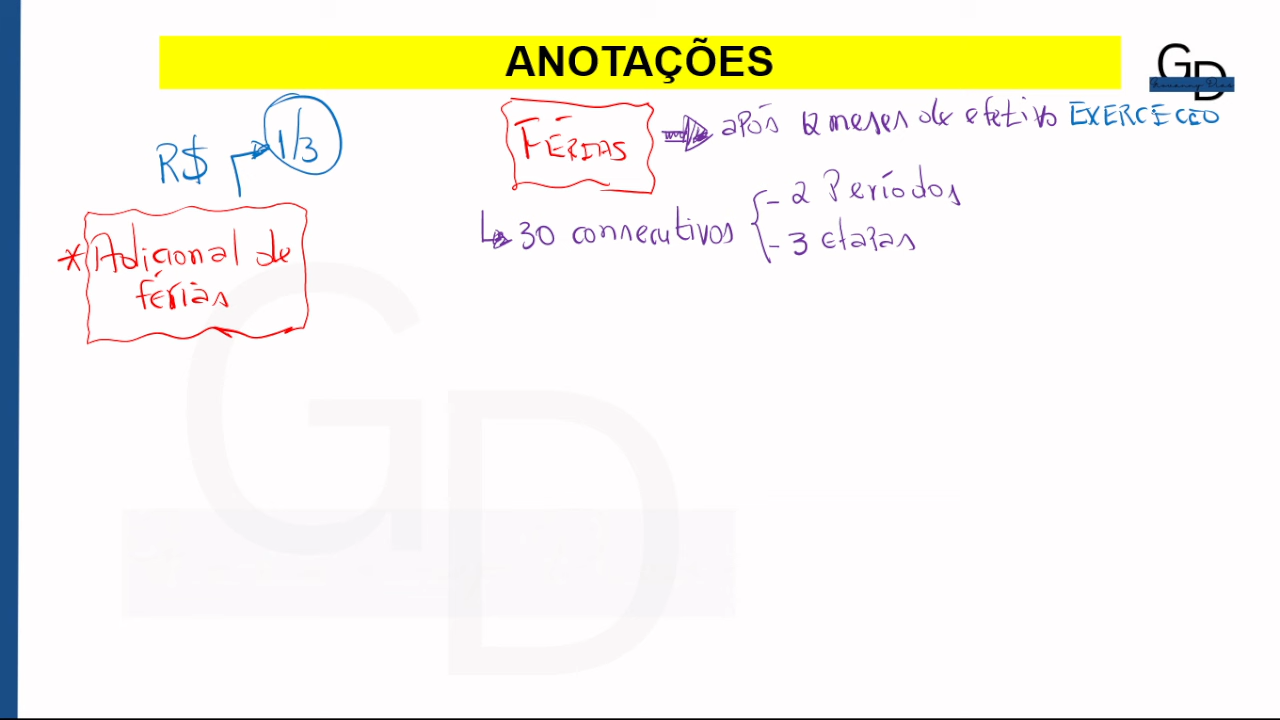 ANOTAÇÕES
GD
R$ 1/3
* Adicional de
férias
FÉRIAS
após 12 meses de efetivo EXERCÍCIO
30 consecutivos
- 2 Períodos
- 3 etapas